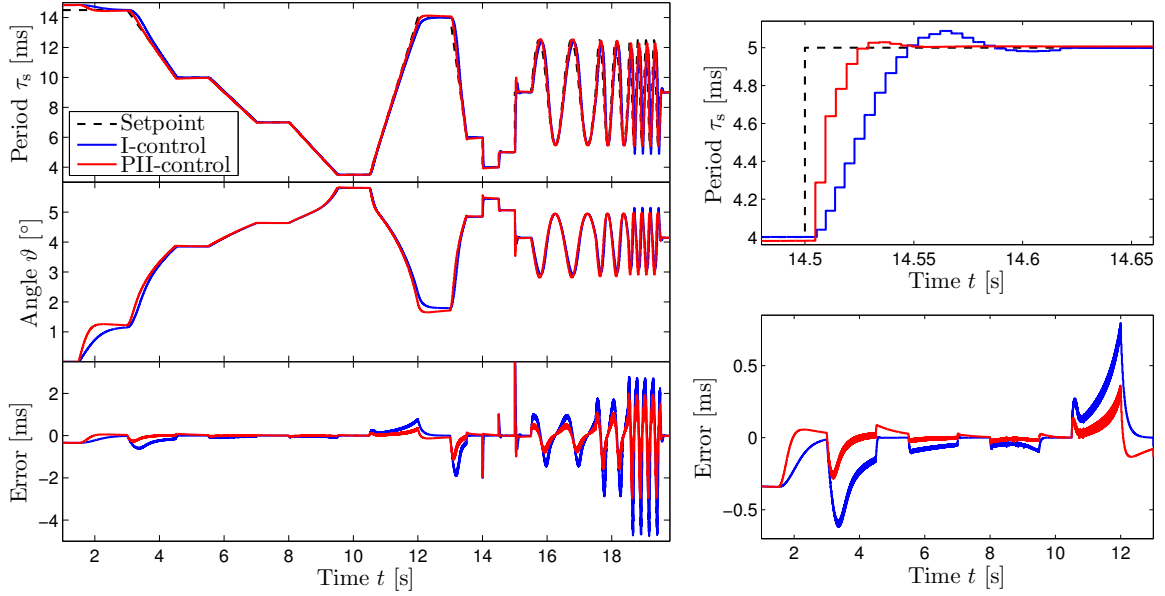 Period τs [ms]
14
12
10
8
6
4
Setpoint
I-control
PII-control
Angle ϑ [°]
5
4
3
2
1
Error [ms]
2
0
−2
−4
2 4 6 8 10 12 14 16 18
Time t [s]
Period τs [ms]
5
4.8
4.6
4.4
4.2
4
14.5 14.55 14.6 14.65
Time t [s]
Error [ms]
0.5
0
−0.5
2 4 6 8 10 12
Time t [s]